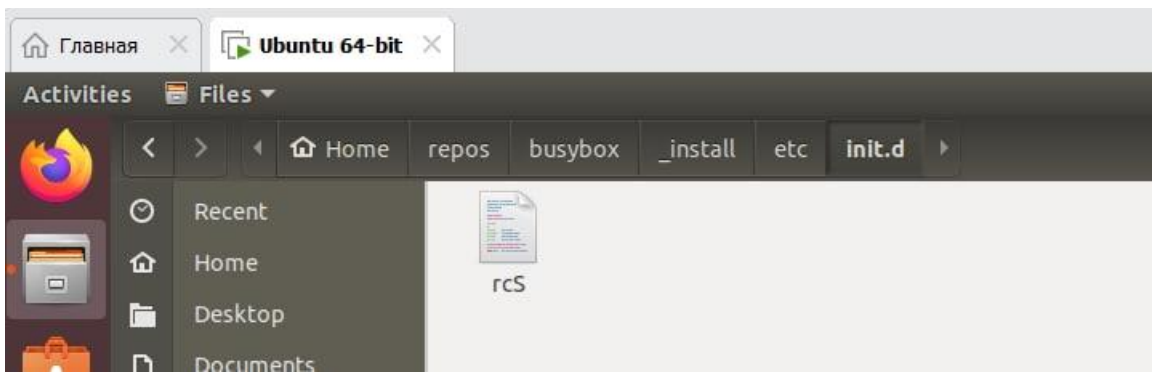 Главная
Ubuntu 64-bit
Activities Files
Home repos busybox _install etc init.d
Recent
Home
rcS
Desktop
Documents